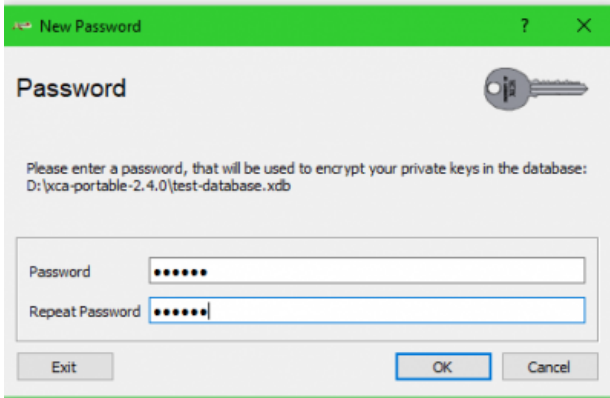 New Password
?
Password
Please enter a password, that will be used to encrypt your private keys in the database:
D:\xca-portable-2.4.0\test-database.xdb
Password ••••••
Repeat Password ••••••
Exit OK Cancel